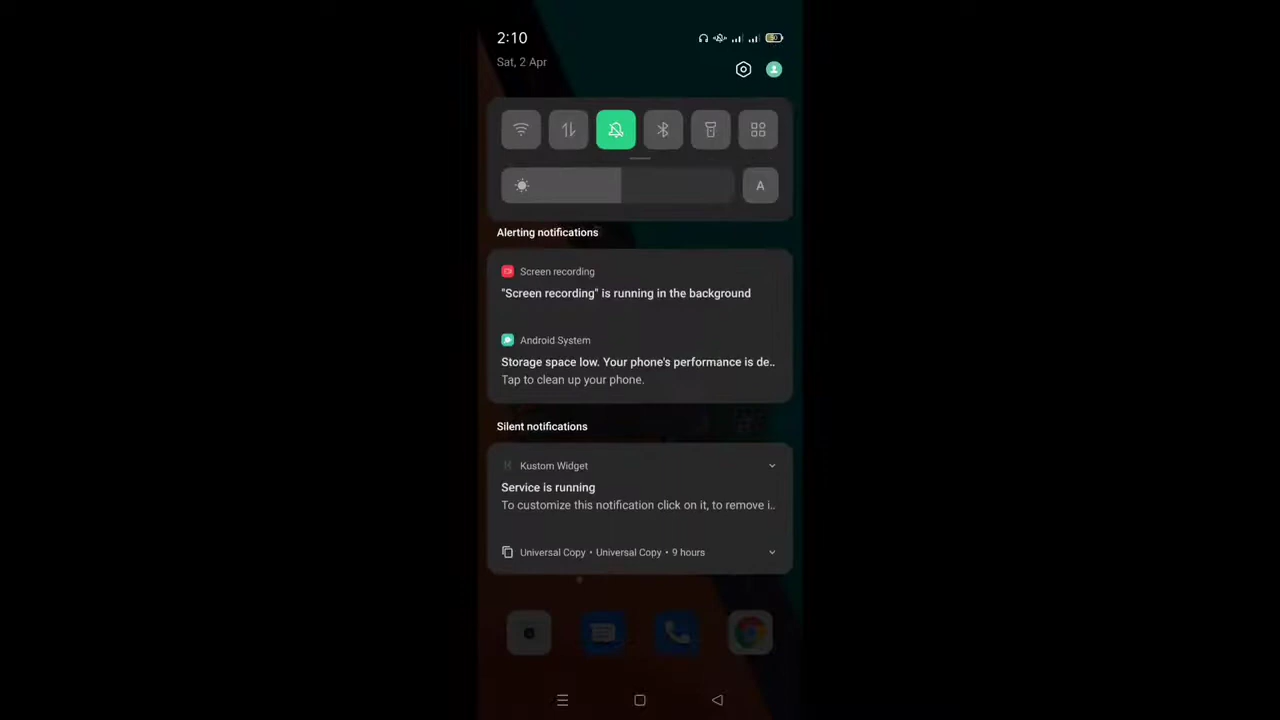 2:10
Sat, 2 Apr
A
Alerting notifications
Screen recording
"Screen recording" is running in the background
Android System
Storage space low. Your phone's performance is de..
Tap to clean up your phone.
Silent notifications
Kustom Widget
Service is running
To customize this notification click on it, to remove i..
Universal Copy • Universal Copy • 9 hours